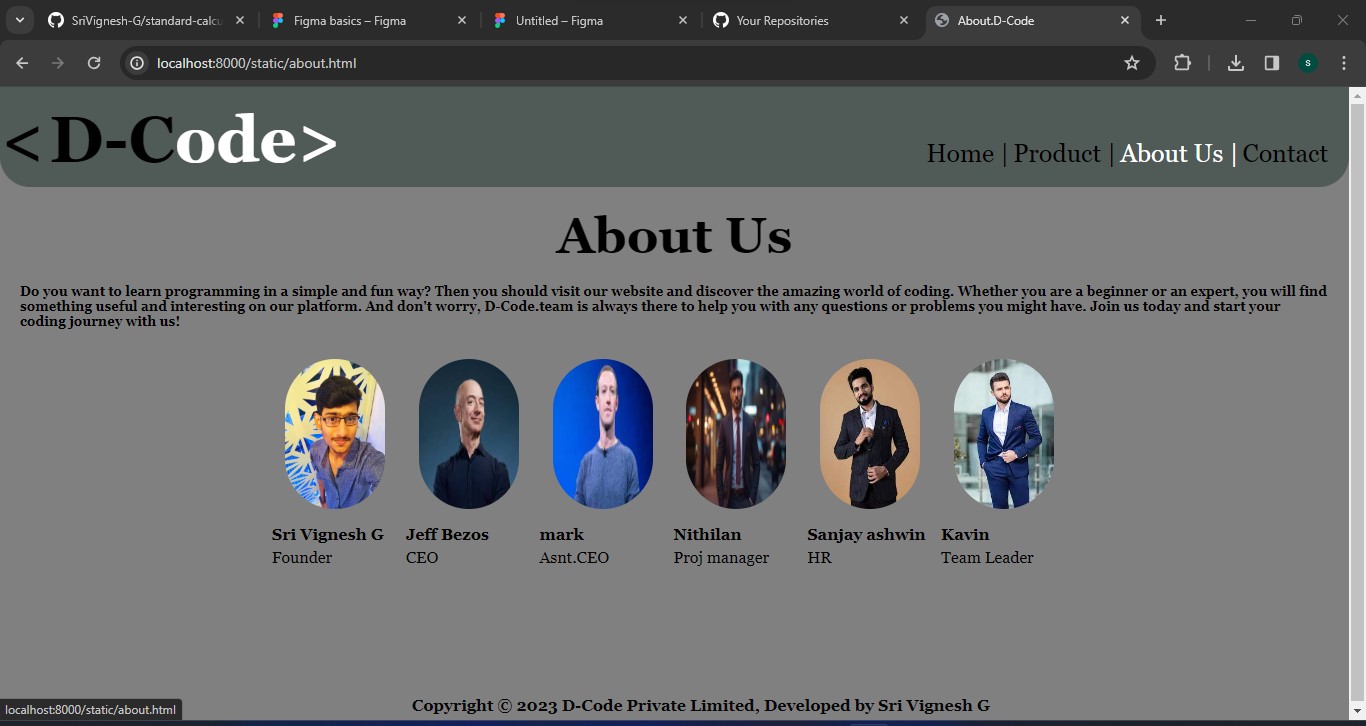 SriVignesh-G/standard-calcu
Figma basics – Figma
Untitled – Figma
Your Repositories
About.D-Code
localhost:8000/static/about.html
s
<D-Code>
Home | Product | About Us | Contact
About Us
Do you want to learn programming in a simple and fun way? Then you should visit our website and discover the amazing world of coding. Whether you are a beginner or an expert, you will find
something useful and interesting on our platform. And don't worry, D-Code.team is always there to help you with any questions or problems you might have. Join us today and start your
coding journey with us!
Sri Vignesh G Jeff Bezos mark Nithilan Sanjay ashwin Kavin
Founder CEO Asnt.CEO Proj manager HR Team Leader
Copyright © 2023 D-Code Private Limited, Developed by Sri Vignesh G
localhost:8000/static/about.html